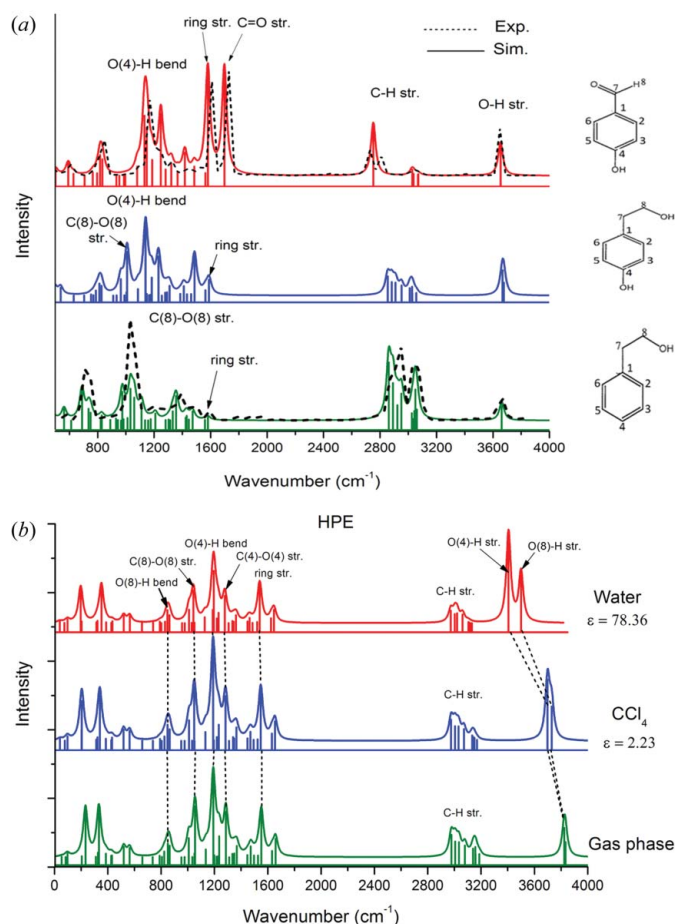 (a)
Exp.
Sim.
ring str.
C=O str.
O(4)-H bend
C-H str.
O-H str.
O
7
H
8
1
6
2
5
3
4
OH
O(4)-H bend
C(8)-O(8)
str.
ring str.
8
7
OH
1
6
2
5
3
4
OH
C(8)-O(8) str.
ring str.
8
7
OH
1
6
2
5
3
4
Intensity
800 1200 1600 2000 2400 2800 3200 3600 4000
Wavenumber (cm⁻¹)
(b)
HPE
O(4)-H str.
O(8)-H str.
O(4)-H bend
C(8)-O(8) str.
C(4)-O(4) str.
O(8)-H bend
ring str.
C-H str.
Water
ε = 78.36
C-H str.
CCl₄
ε = 2.23
C-H str.
Gas phase
Intensity
0 400 800 1200 1600 2000 2400 2800 3200 3600 4000
Wavenumber (cm⁻¹)